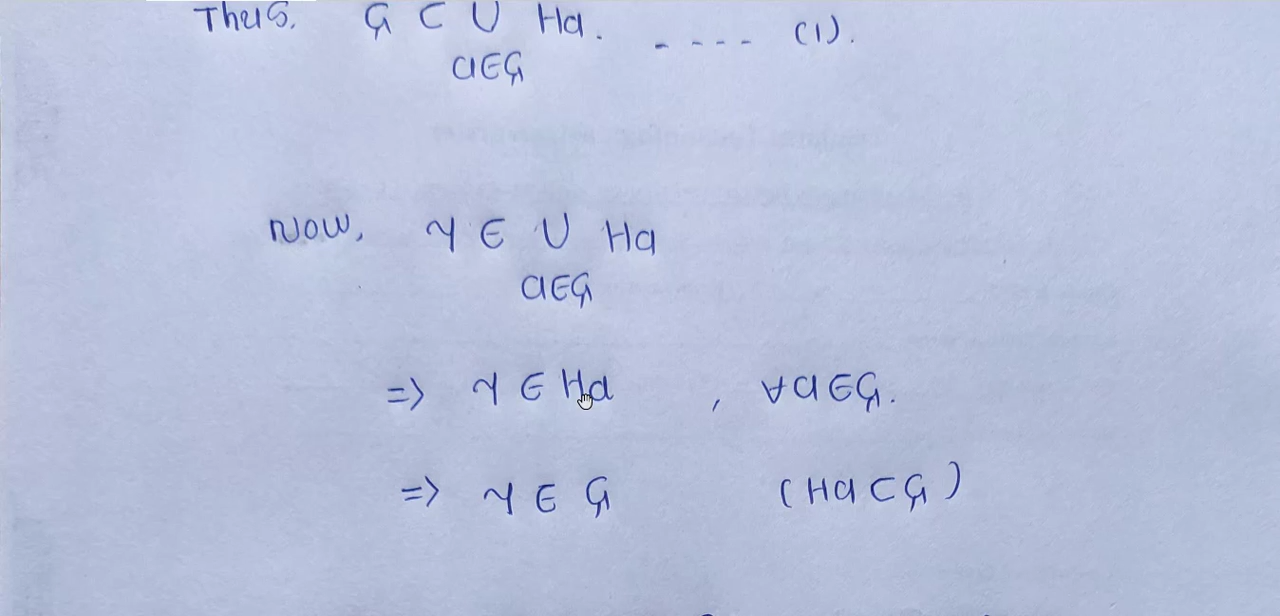 Thus. G ⊂ ∪ Ha. - - - - (1).
a∈G
Now, y ∈ ∪ Ha
a∈G
=> y ∈ Ha , ∀a∈G.
=> y ∈ G (Ha⊂G)